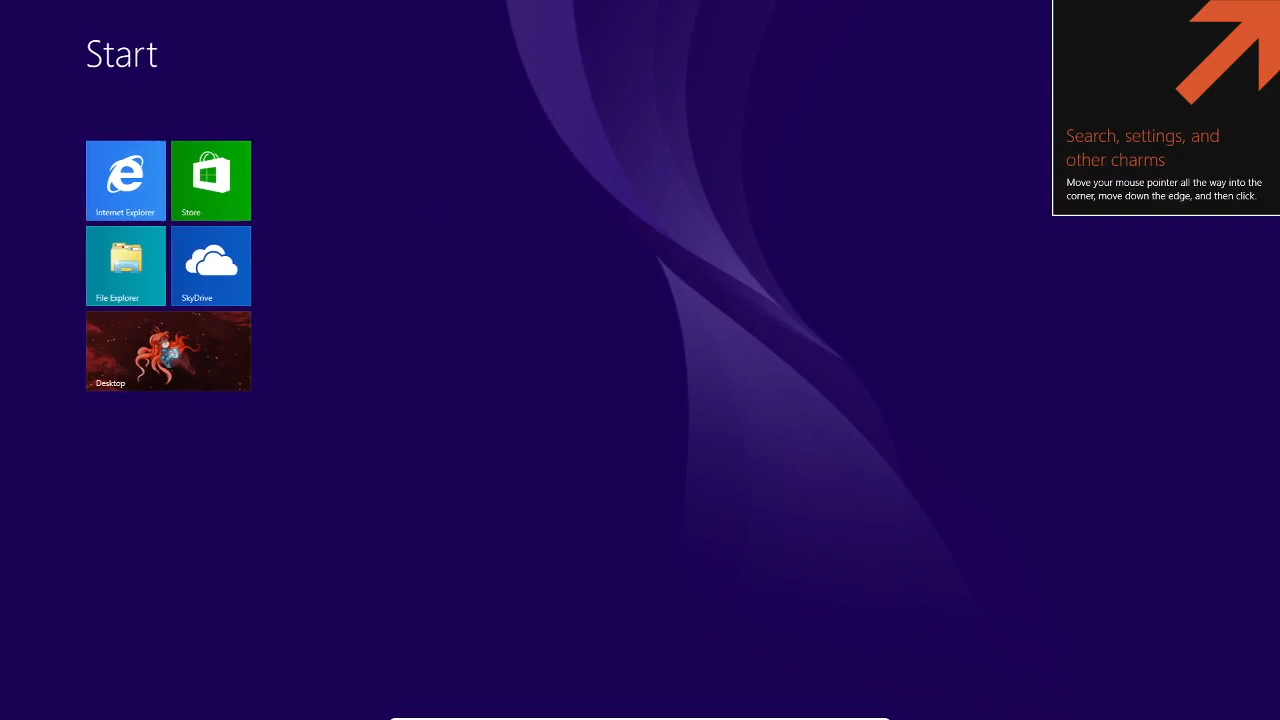 Start
Search, settings, and
other charms
Move your mouse pointer all the way into the
corner, move down the edge, and then click.
Internet Explorer
Store
File Explorer
SkyDrive
Desktop